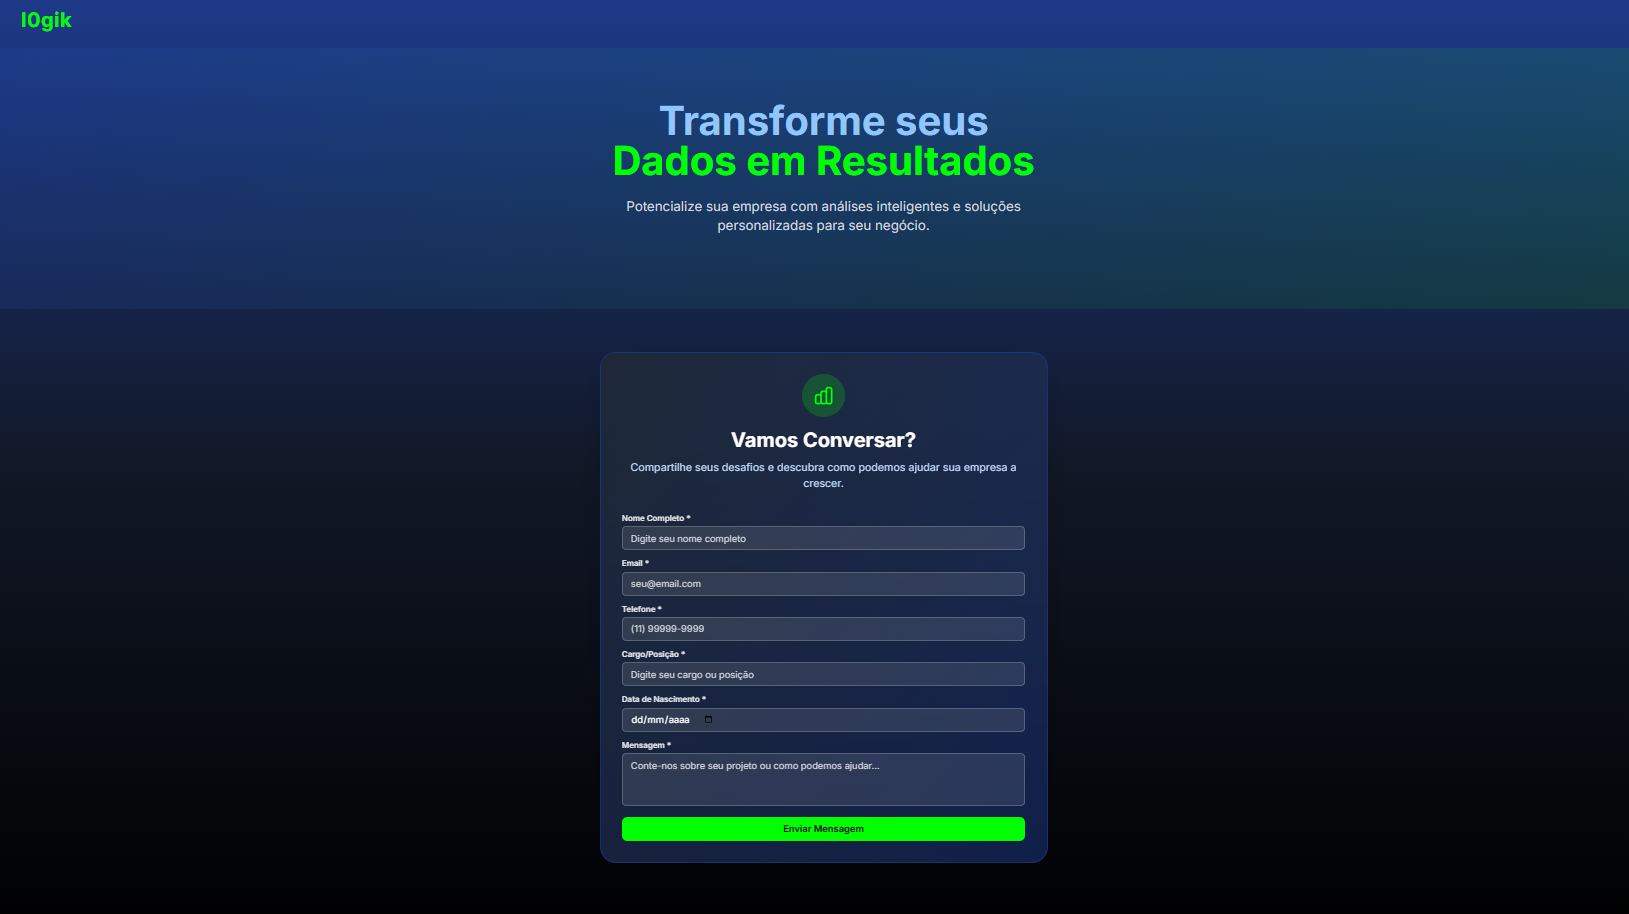 l0gik
Transforme seus
Dados em Resultados
Potencialize sua empresa com análises inteligentes e soluções
personalizadas para seu negócio.
Vamos Conversar?
Compartilhe seus desafios e descubra como podemos ajudar sua empresa a
crescer.
Nome Completo *
Digite seu nome completo
Email *
seu@email.com
Telefone *
(11) 99999-9999
Cargo/Posição *
Digite seu cargo ou posição
Data de Nascimento *
dd/mm/aaaa
Mensagem *
Conte-nos sobre seu projeto ou como podemos ajudar...
Enviar Mensagem